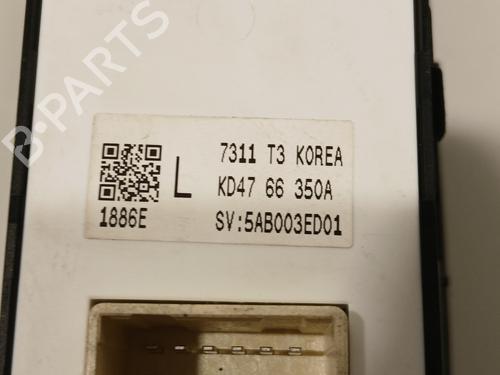 B-PARTS
7311 T3 KOREA
L
KD47 66 350A
1886E
SV:5AB003ED01